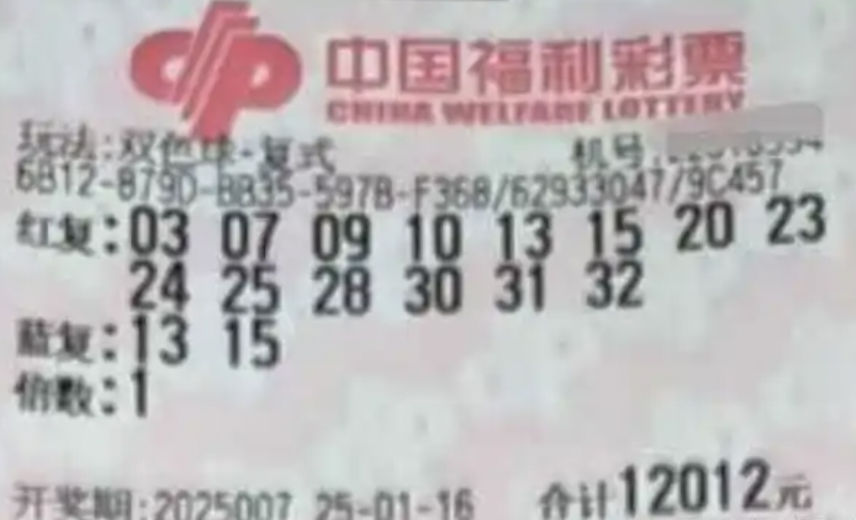 中国福利彩票
CHINA WELFARE LOTTERY
玩法:双色球-复式 机号:
6B12-879D-BB35-597B-F368/62933047/9C457
红复:03 07 09 10 13 15 20 23
24 25 28 30 31 32
蓝复:13 15
倍数:1
开奖期:2025007 25-01-16 合计12012元